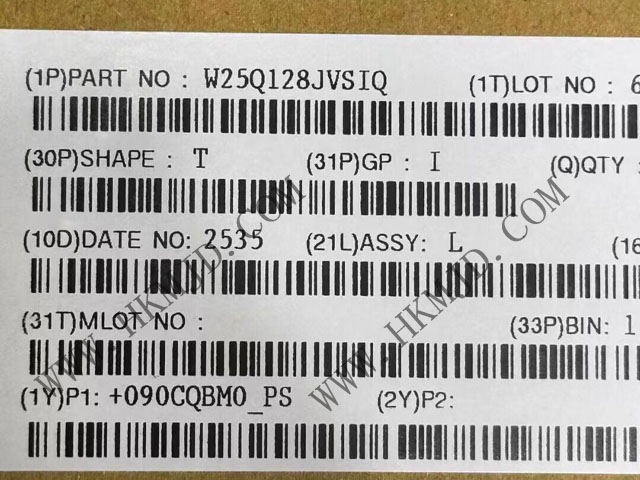 (1P)PART NO : W25Q128JVSIQ (1T)LOT NO : 6
(30P)SHAPE : T (31P)GP : I (Q)QTY :
(10D)DATE NO: 2535 (21L)ASSY: L (16
(31T)MLOT NO : (33P)BIN: 1
(1Y)P1: +090CQBM0_PS (2Y)P2:
WWW.HKMJD.COM
WWW.HKMJD.COM